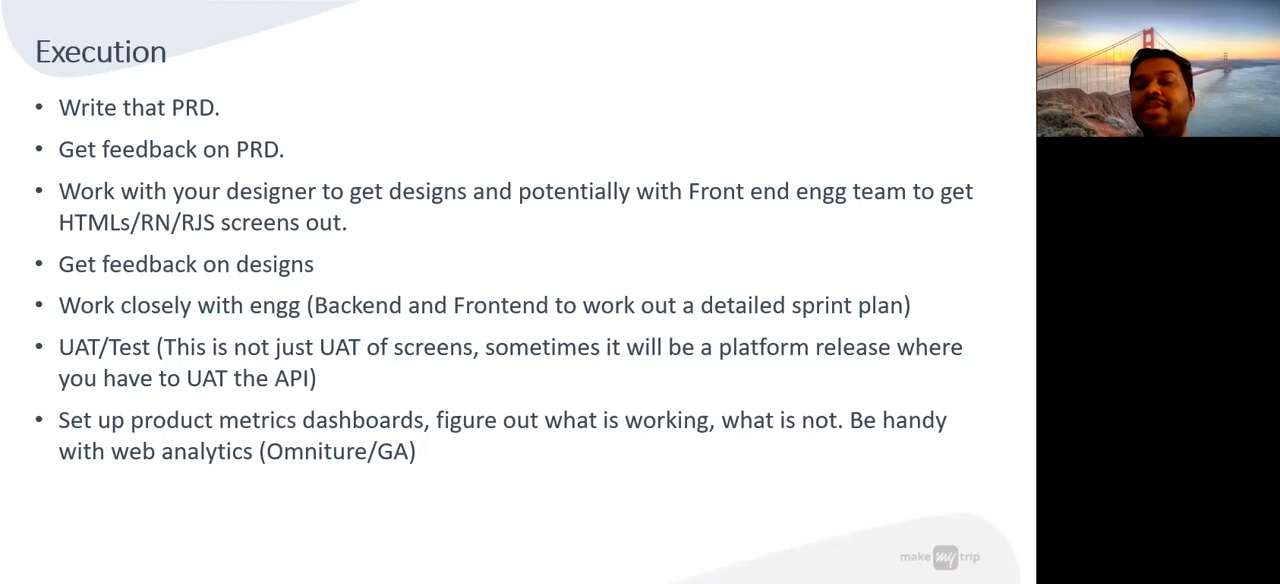 Execution
• Write that PRD.
• Get feedback on PRD.
• Work with your designer to get designs and potentially with Front end engg team to get
HTMLs/RN/RJS screens out.
• Get feedback on designs
• Work closely with engg (Backend and Frontend to work out a detailed sprint plan)
• UAT/Test (This is not just UAT of screens, sometimes it will be a platform release where
you have to UAT the API)
• Set up product metrics dashboards, figure out what is working, what is not. Be handy
with web analytics (Omniture/GA)
make my trip